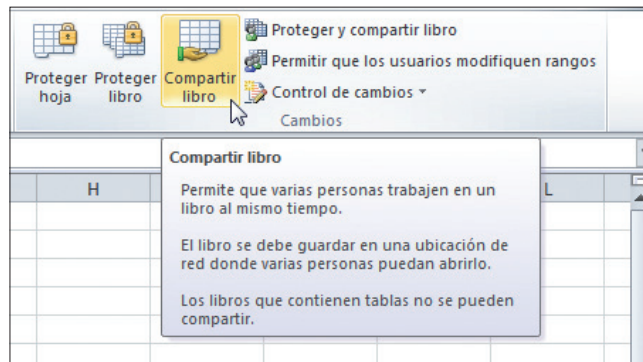 Proteger hoja
Proteger libro
Compartir libro
Proteger y compartir libro
Permitir que los usuarios modifiquen rangos
Control de cambios
Cambios
Compartir libro
Permite que varias personas trabajen en un
libro al mismo tiempo.
El libro se debe guardar en una ubicación de
red donde varias personas puedan abrirlo.
Los libros que contienen tablas no se pueden
compartir.
H
L